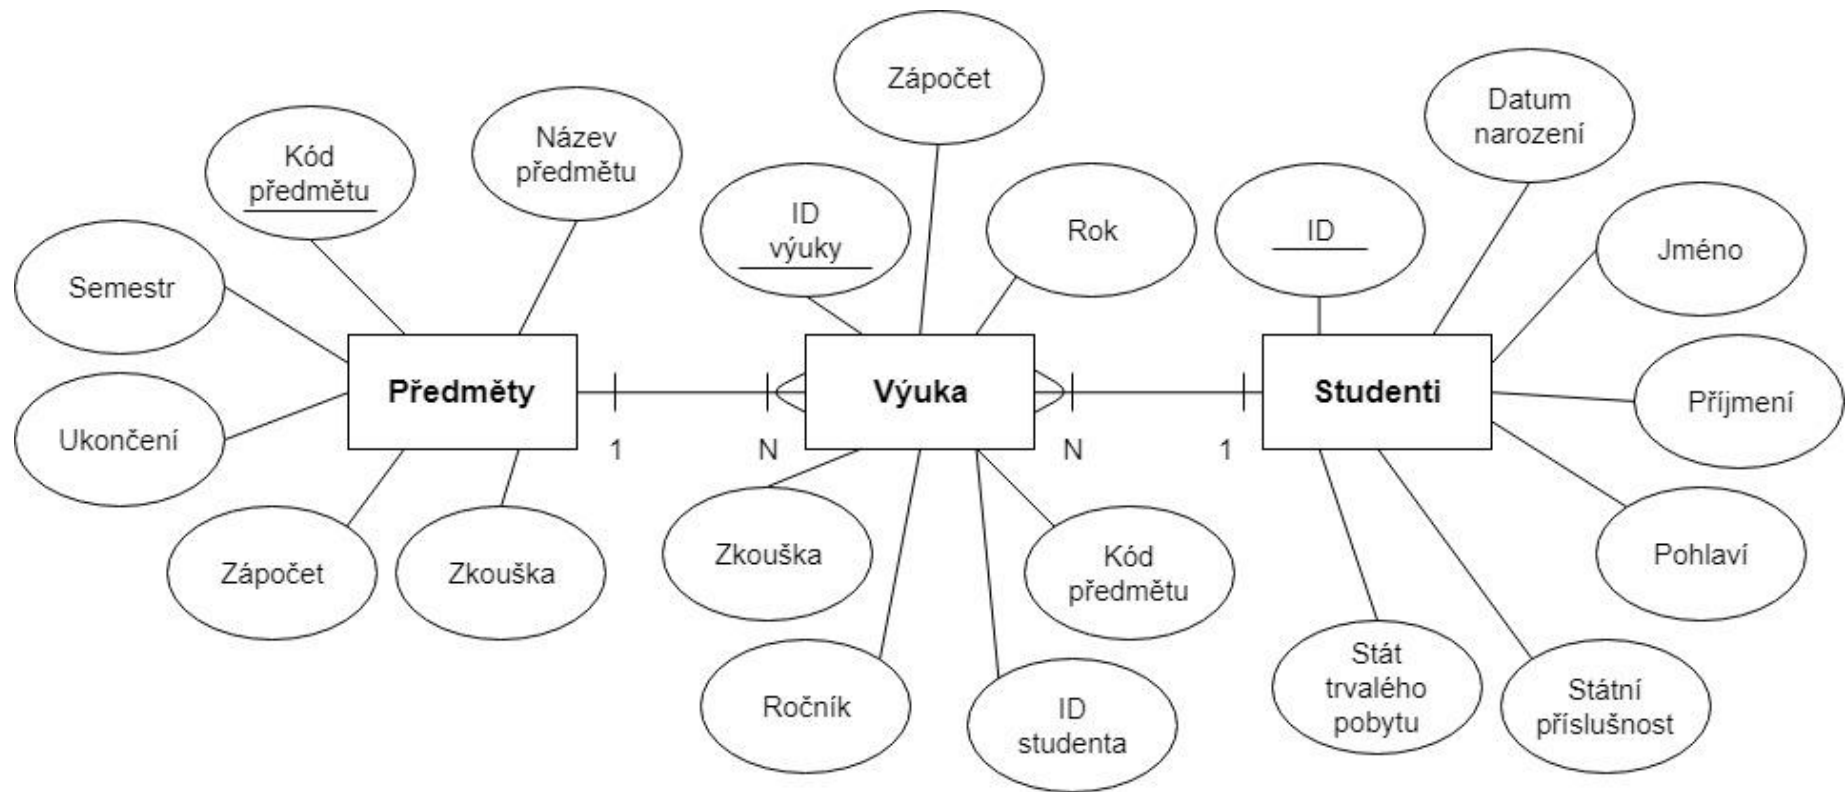 Zápočet
Datum
narození
Kód
předmětu
Název
předmětu
ID
výuky
Rok
ID
Jméno
Semestr
Předměty
Výuka
Studenti
Příjmení
Ukončení
1
N
N
1
Zápočet
Zkouška
Zkouška
Kód
předmětu
Pohlaví
Ročník
ID
studenta
Stát
trvalého
pobytu
Státní
příslušnost